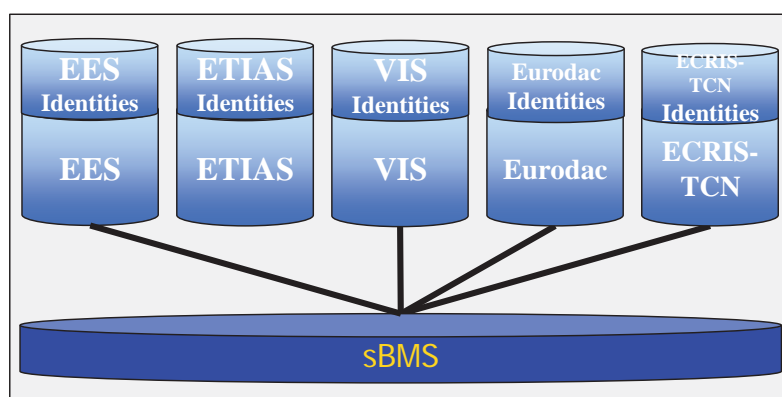 EES
Identities
EES
ETIAS
Identities
ETIAS
VIS
Identities
VIS
Eurodac
Identities
Eurodac
ECRIS-
TCN
Identities
ECRIS-
TCN
sBMS